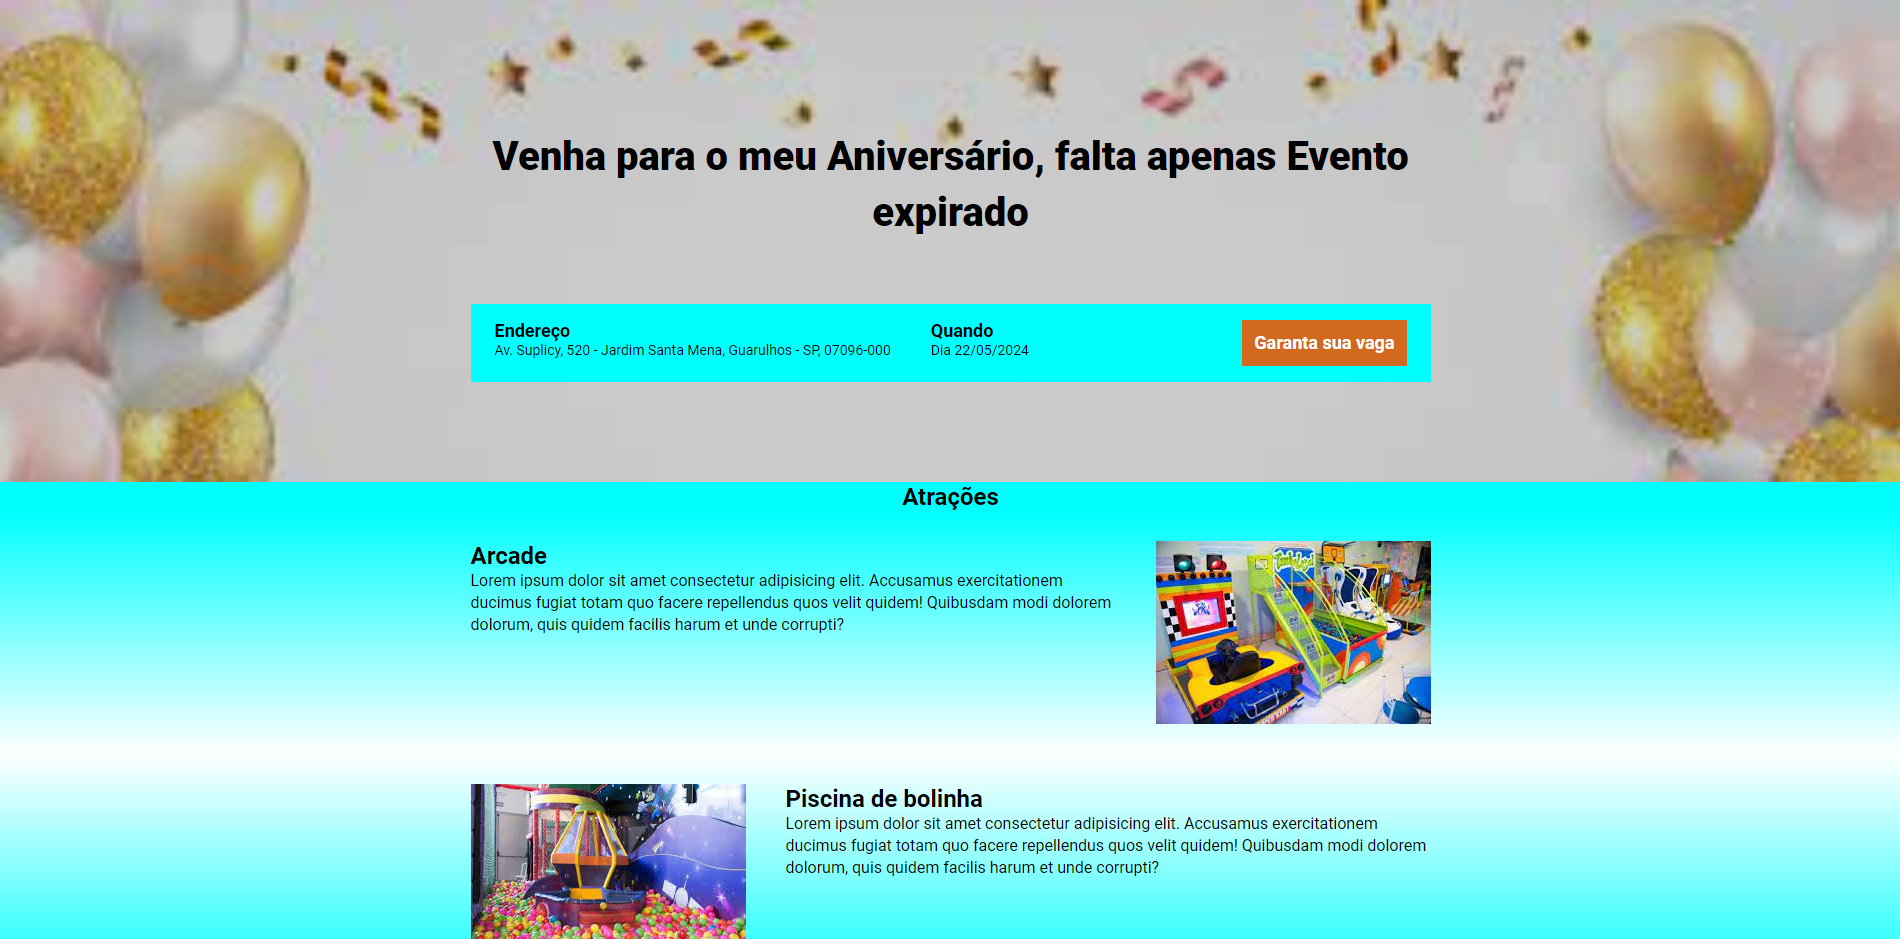 Venha para o meu Aniversário, falta apenas Evento
expirado
Endereço
Av. Suplicy, 520 - Jardim Santa Mena, Guarulhos - SP, 07096-000
Quando
Dia 22/05/2024
Garanta sua vaga
Atrações
Arcade
Lorem ipsum dolor sit amet consectetur adipisicing elit. Accusamus exercitationem
ducimus fugiat totam quo facere repellendus quos velit quidem! Quibusdam modi dolorem
dolorum, quis quidem facilis harum et unde corrupti?
Piscina de bolinha
Lorem ipsum dolor sit amet consectetur adipisicing elit. Accusamus exercitationem
ducimus fugiat totam quo facere repellendus quos velit quidem! Quibusdam modi dolorem
dolorum, quis quidem facilis harum et unde corrupti?